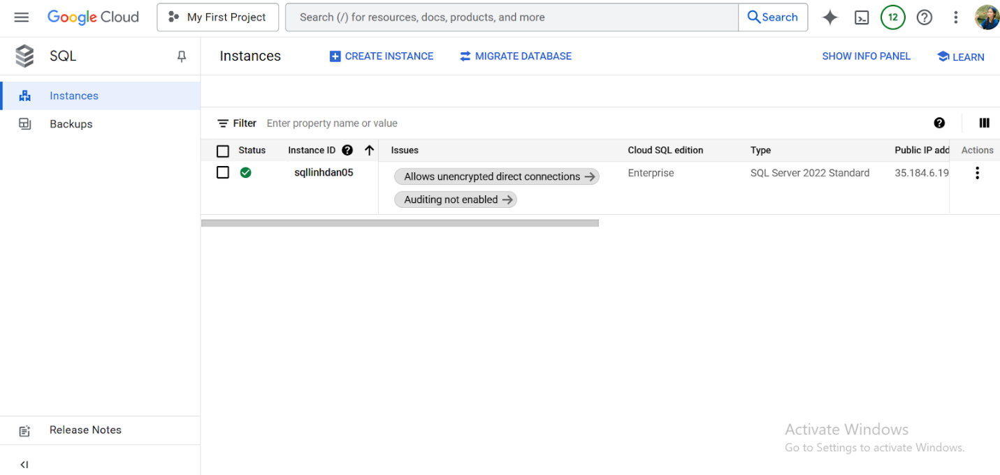 Google Cloud
My First Project
Search (/) for resources, docs, products, and more
Search
12
SQL
Instances
CREATE INSTANCE
MIGRATE DATABASE
SHOW INFO PANEL
LEARN
Instances
Backups
Filter Enter property name or value
Status Instance ID Issues Cloud SQL edition Type Public IP add Actions
sqllinhdan05 Allows unencrypted direct connections Enterprise SQL Server 2022 Standard 35.184.6.19
Auditing not enabled
Release Notes
Activate Windows
Go to Settings to activate Windows.